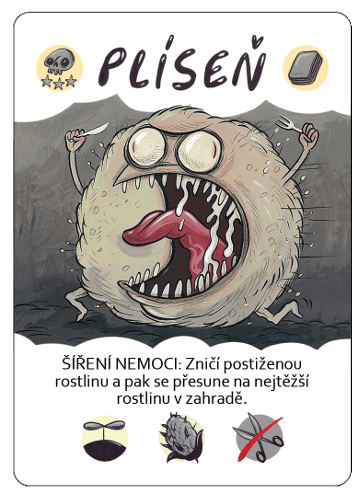 PLÍSEŇ
ŠÍŘENÍ NEMOCI: Zničí postiženou
rostlinu a pak se přesune na nejtěžší
rostlinu v zahradě.